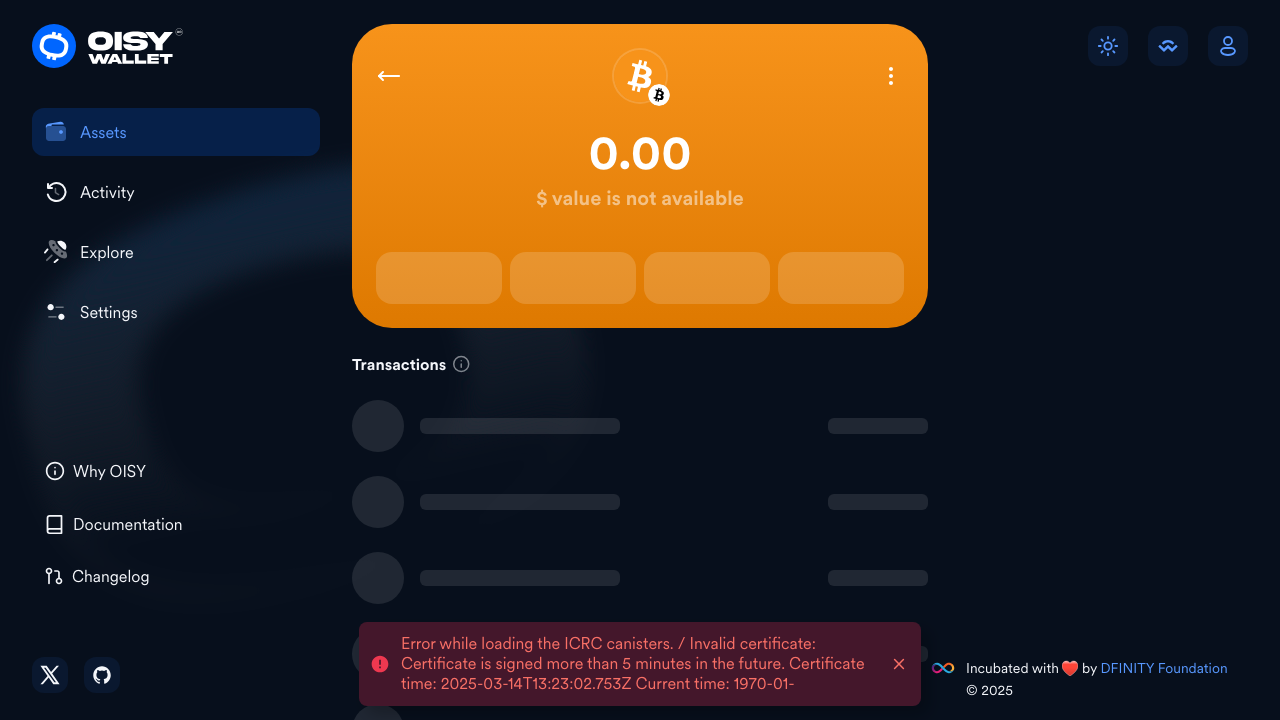 OISY
WALLET
Assets
Activity
Explore
Settings
Why OISY
Documentation
Changelog
0.00
$ value is not available
Transactions
Error while loading the ICRC canisters. / Invalid certificate:
Certificate is signed more than 5 minutes in the future. Certificate
time: 2025-03-14T13:23:02.753Z Current time: 1970-01-
Incubated with ❤️ by DFINITY Foundation
© 2025